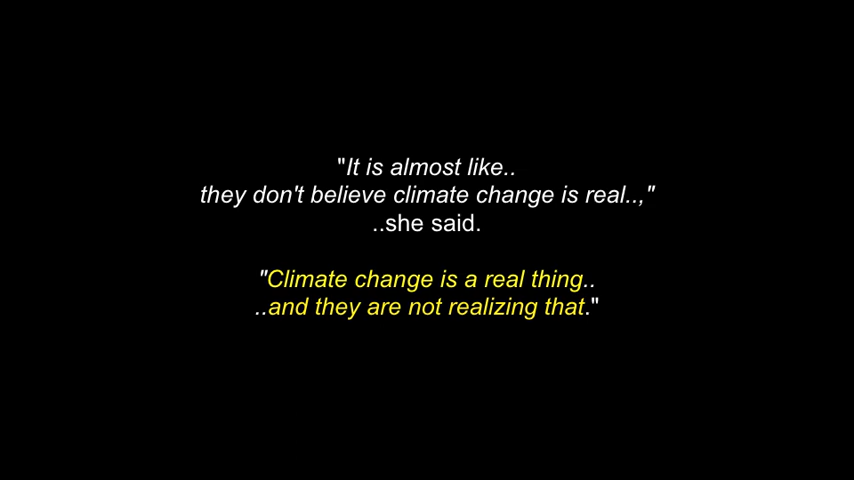 "It is almost like..
they don't believe climate change is real..,"
..she said.
"Climate change is a real thing..
..and they are not realizing that."